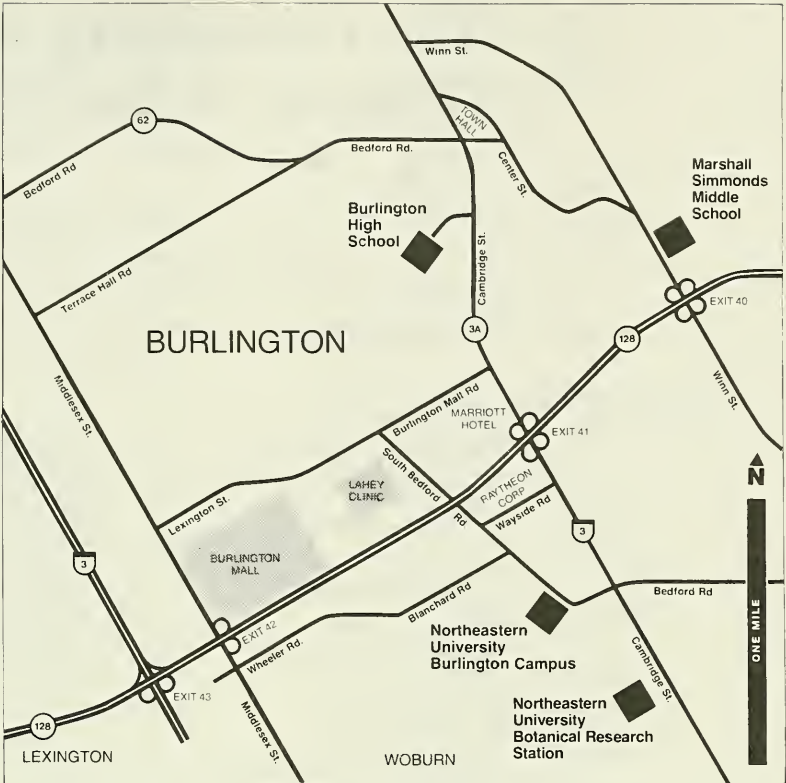 Winn St.
TOWN
HALL
62
Bedford Rd
Bedford Rd.
Center St.
Marshall
Simmonds
Middle
School
Burlington
High
School
Cambridge St.
Terrace Hall Rd
EXIT 40
3A
128
BURLINGTON
Middlesex St.
Winn St.
Burlington Mall Rd
MARRIOTT
HOTEL
EXIT 41
South Bedford
Rd
LAHEY
CLINIC
RAYTHEON
CORP
Wayside Rd
N
Lexington St.
3
3
BURLINGTON
MALL
Bedford Rd
Blanchard Rd
ONE MILE
EXIT 42
Wheeler Rd.
Northeastern
University
Burlington Campus
Cambridge St.
EXIT 43
Middlesex St.
Northeastern
University
Botanical Research
Station
128
LEXINGTON
WOBURN